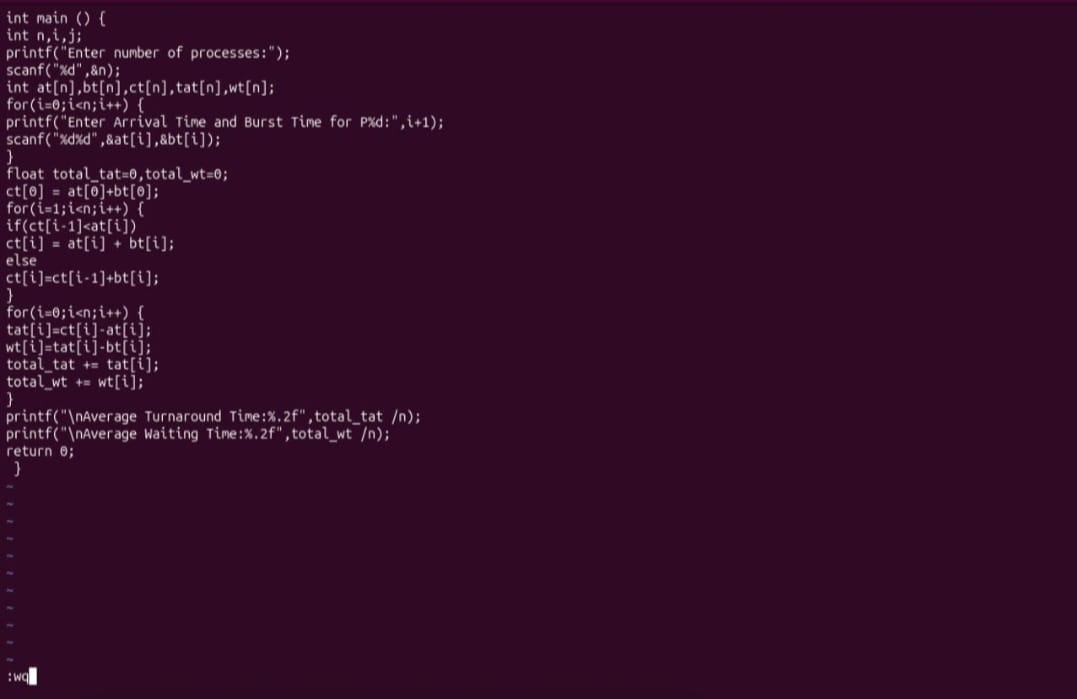 int main () {
int n,i,j;
printf("Enter number of processes:");
scanf("%d",&n);
int at[n],bt[n],ct[n],tat[n],wt[n];
for(i=0;i<n;i++) {
printf("Enter Arrival Time and Burst Time for P%d:",i+1);
scanf("%d%d",&at[i],&bt[i]);
}
float total_tat=0,total_wt=0;
ct[0] = at[0]+bt[0];
for(i=1;i<n;i++) {
if(ct[i-1]<at[i])
ct[i] = at[i] + bt[i];
else
ct[i]=ct[i-1]+bt[i];
}
for(i=0;i<n;i++) {
tat[i]=ct[i]-at[i];
wt[i]=tat[i]-bt[i];
total_tat += tat[i];
total_wt += wt[i];
}
printf("\nAverage Turnaround Time:%.2f",total_tat /n);
printf("\nAverage Waiting Time:%.2f",total_wt /n);
return 0;
 }
~
~
~
~
~
~
~
~
~
~
~
:wq